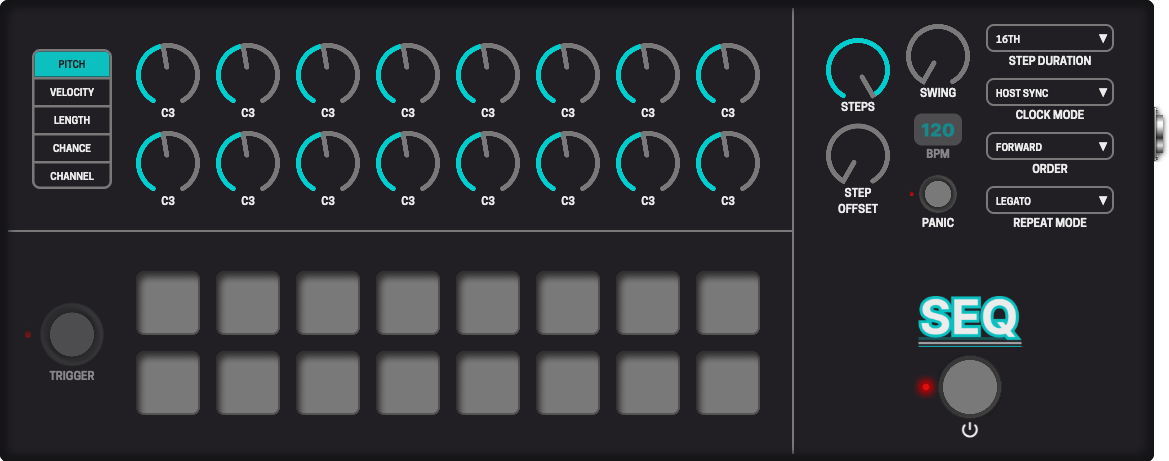 PITCH
VELOCITY
LENGTH
CHANCE
CHANNEL
C3 C3 C3 C3 C3 C3 C3 C3
C3 C3 C3 C3 C3 C3 C3 C3
TRIGGER
STEPS
SWING
STEP
OFFSET
120
BPM
PANIC
16TH
STEP DURATION
HOST SYNC
CLOCK MODE
FORWARD
ORDER
LEGATO
REPEAT MODE
SEQ